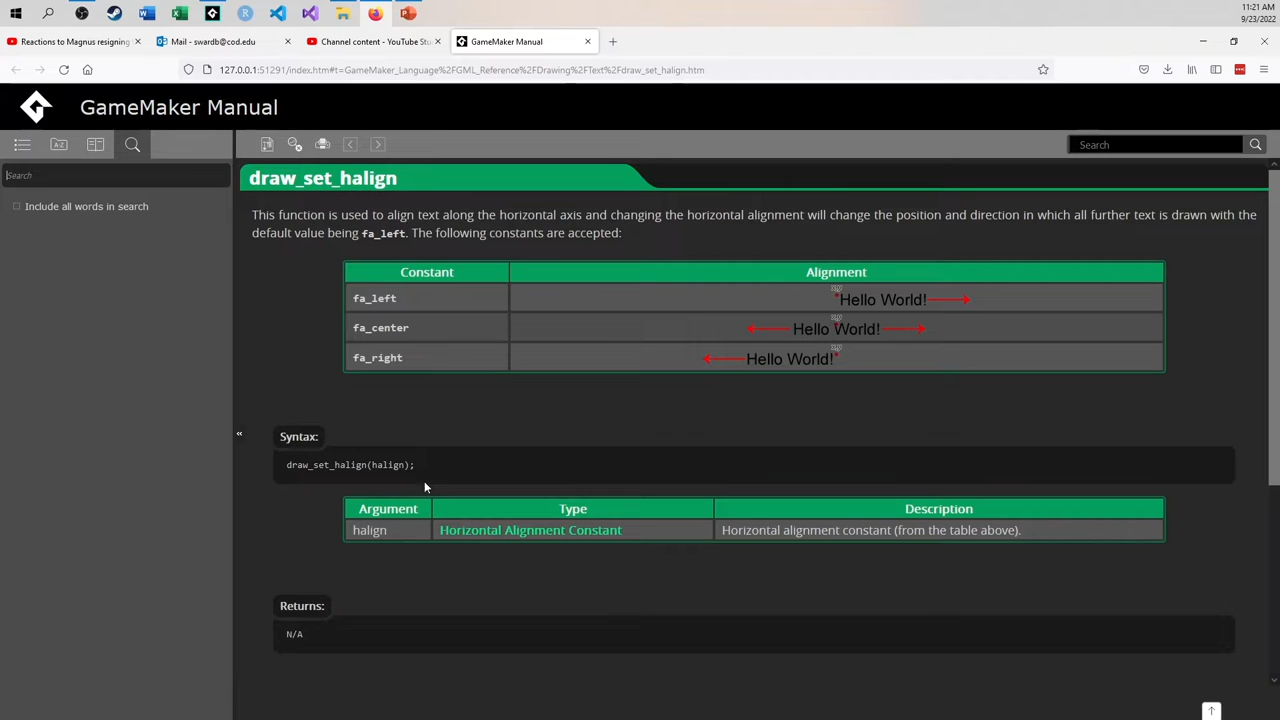 11:21 AM
9/23/2022
Reactions to Magnus resigning
Mail - swardb@cod.edu
Channel content - YouTube Stu
GameMaker Manual
127.0.0.1:51291/index.htm#t=GameMaker_Language%2FGML_Reference%2FDrawing%2FText%2Fdraw_set_halign.htm
GameMaker Manual
A-Z
Search
Search
Include all words in search
draw_set_halign
This function is used to align text along the horizontal axis and changing the horizontal alignment will change the position and direction in which all further text is drawn with the
default value being fa_left. The following constants are accepted:
Constant Alignment
x,y
fa_left Hello World!
x,y
fa_center Hello World!
x,y
fa_right Hello World!
«
Syntax:
draw_set_halign(halign);
Argument Type Description
halign Horizontal Alignment Constant Horizontal alignment constant (from the table above).
Returns:
N/A